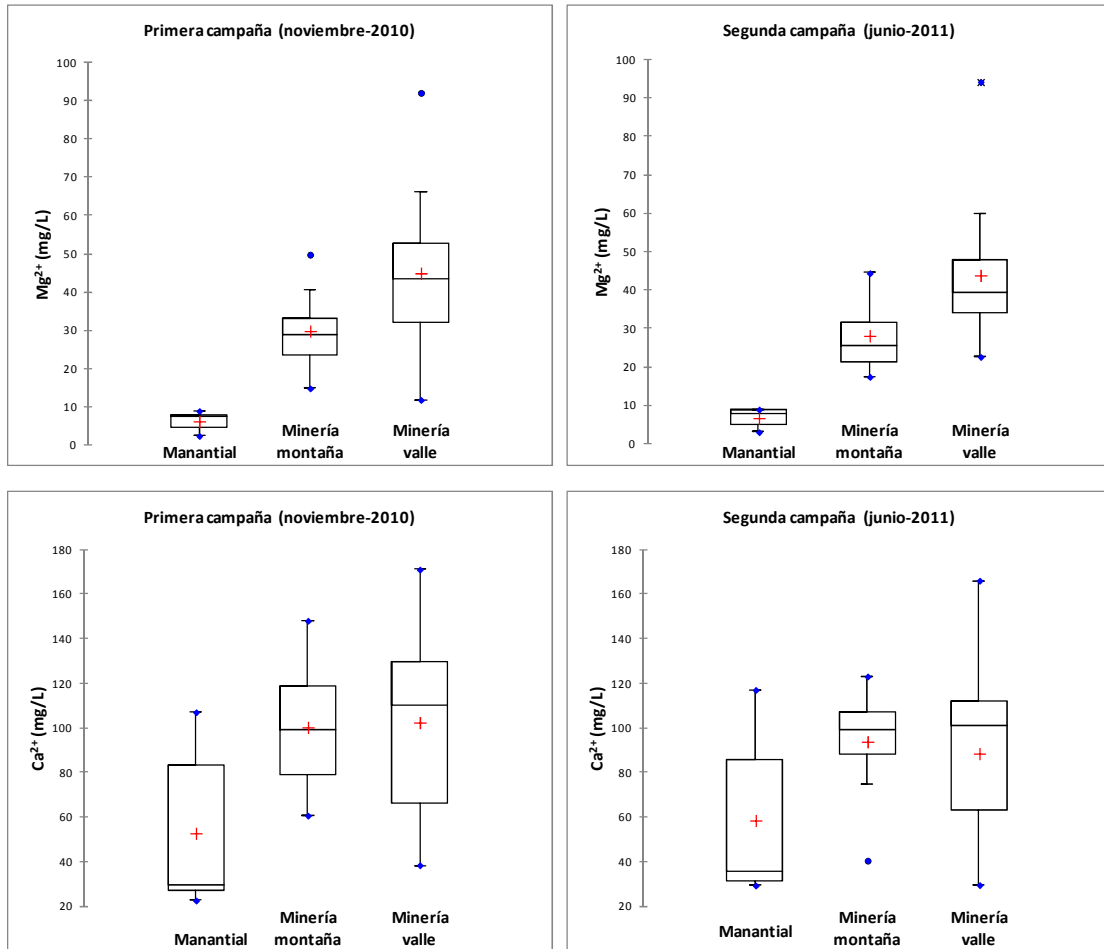 Primera campaña (noviembre-2010)
Mg²⁺ (mg/L)
100
90
80
70
60
50
40
30
20
10
0
Manantial
Minería
montaña
Minería
valle
Segunda campaña (junio-2011)
Mg²⁺ (mg/L)
100
90
80
70
60
50
40
30
20
10
0
Manantial
Minería
montaña
Minería
valle
Primera campaña (noviembre-2010)
Ca²⁺ (mg/L)
180
160
140
120
100
80
60
40
20
Manantial
Minería
montaña
Minería
valle
Segunda campaña (junio-2011)
Ca²⁺ (mg/L)
180
160
140
120
100
80
60
40
20
Manantial
Minería
montaña
Minería
valle